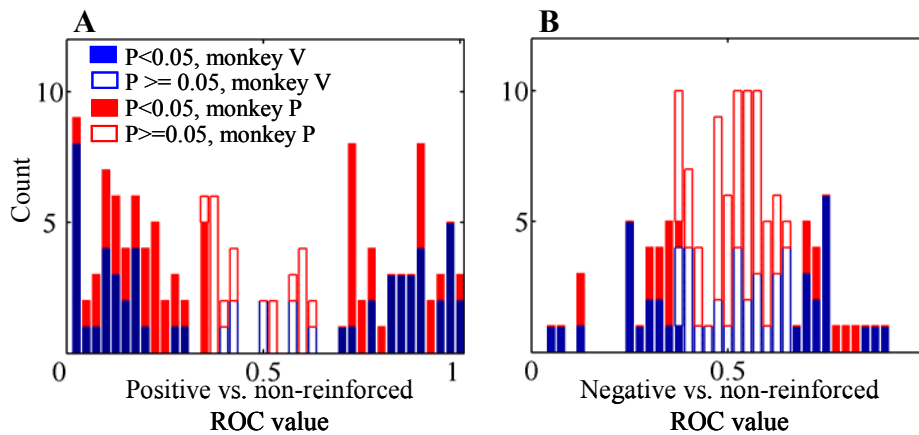 A
P<0.05, monkey V
P >= 0.05, monkey V
P<0.05, monkey P
P>=0.05, monkey P
10
5
Count
0
0.5
1
Positive vs. non-reinforced
ROC value
B
10
5
0
0.5
Negative vs. non-reinforced
ROC value